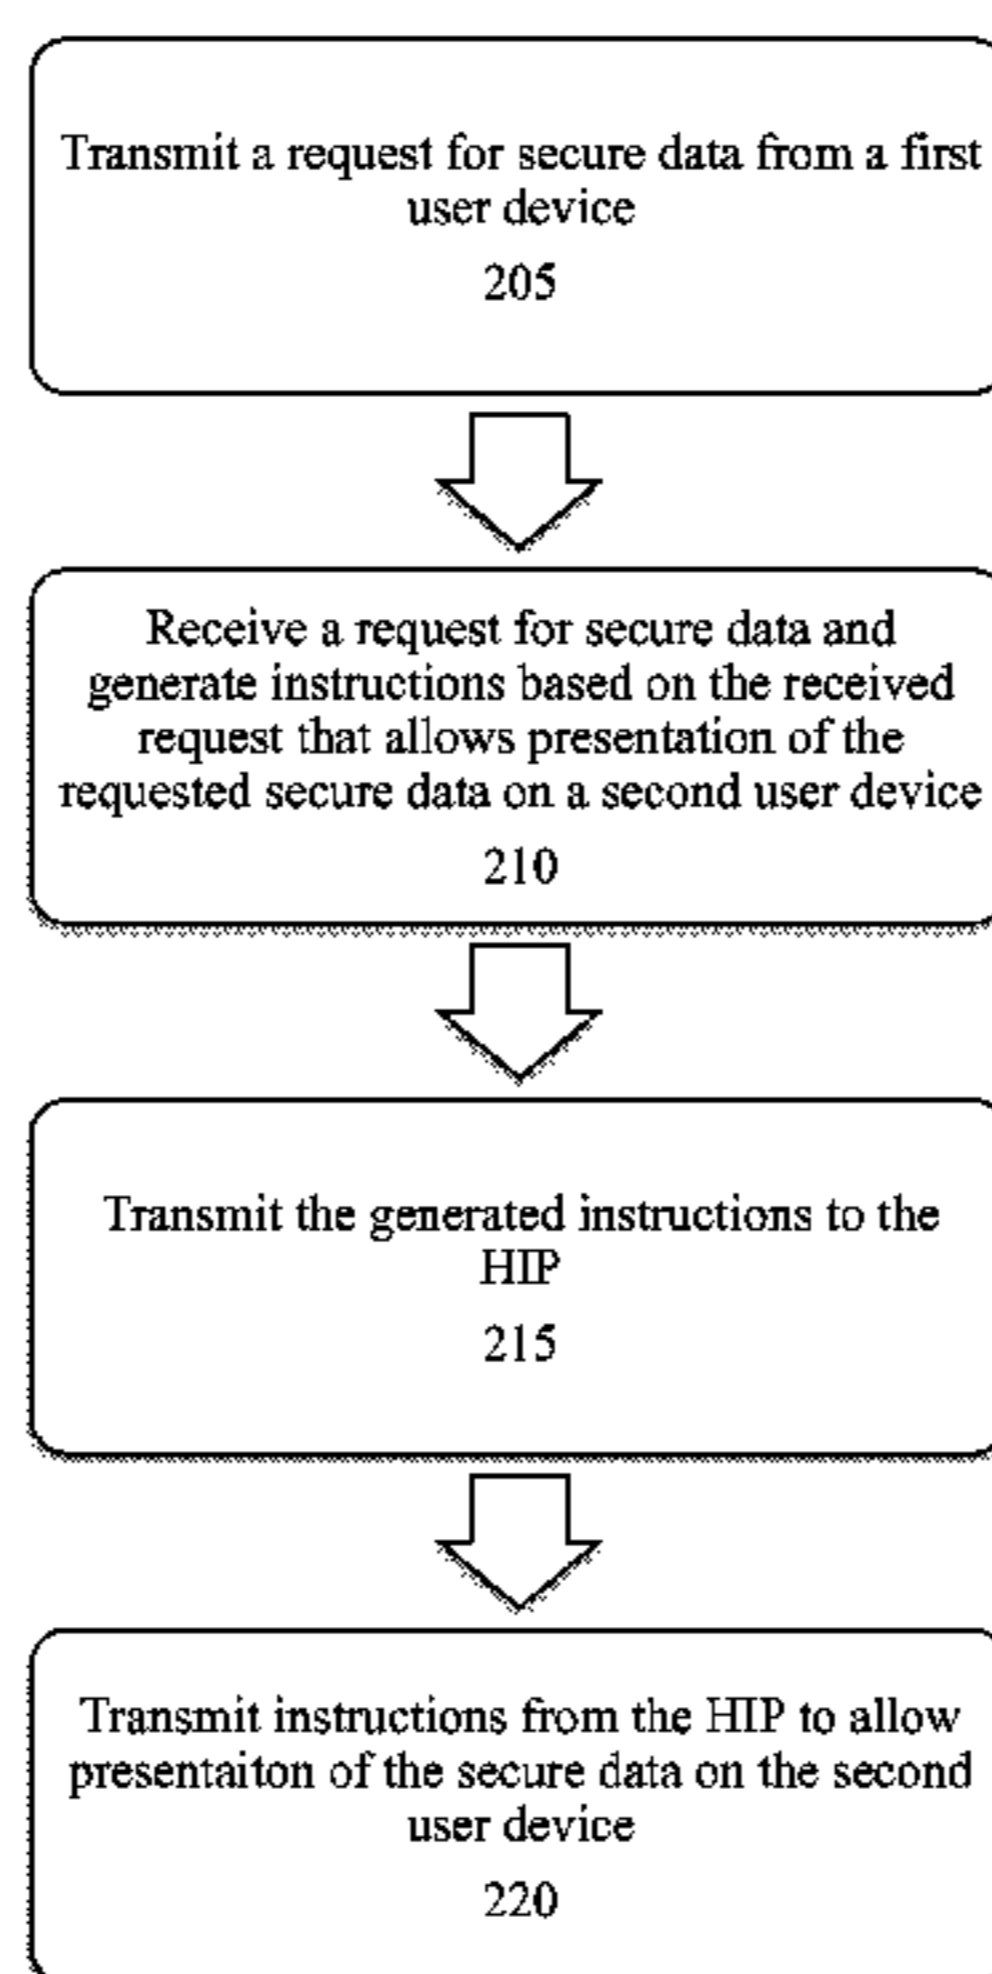 Transmit a request for secure data from a first
user device
205
Receive a request for secure data and
generate instructions based on the received
request that allows presentation of the
requested secure data on a second user device
210
Transmit the generated instructions to the
HIP
215
Transmit instructions from the HIP to allow
presentaiton of the secure data on the second
user device
220